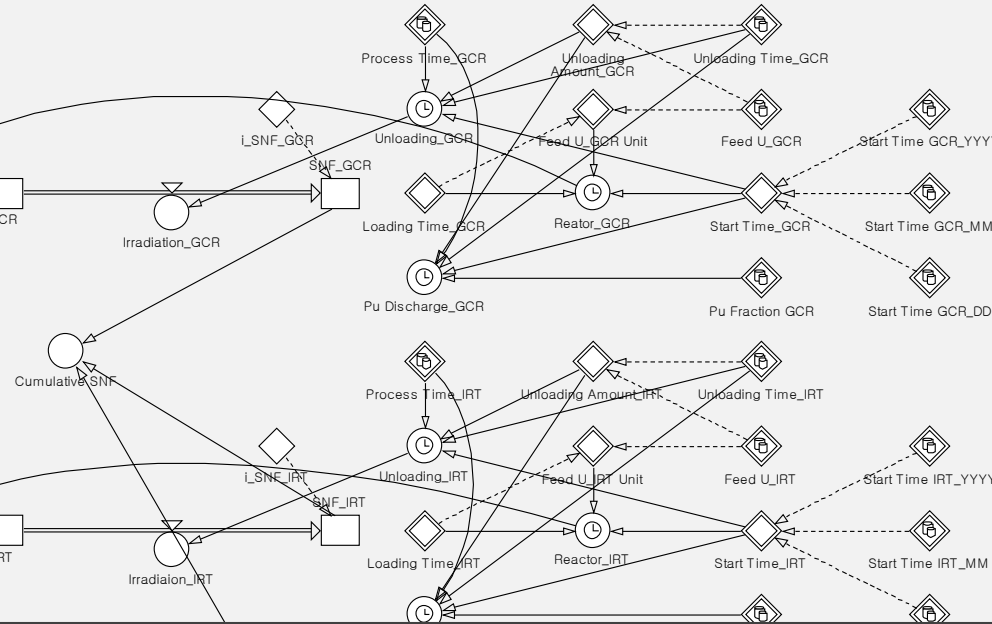 Process Time_GCR
Unloading
Amount_GCR
Unloading Time_GCR
i_SNF_GCR
Unloading_GCR
Feed U_GCR Unit
Feed U_GCR
Start Time GCR_YYY
SNF_GCR
CR
Irradiation_GCR
Loading Time_GCR
Reator_GCR
Start Time_GCR
Start Time GCR_MM
Pu Discharge_GCR
Pu Fraction GCR
Start Time GCR_DD
Cumulative SNF
Process Time_IRT
Unloading Amount_IRT
Unloading Time_IRT
i_SNF_IRT
Unloading_IRT
Feed U_IRT Unit
Feed U_IRT
Start Time IRT_YYYY
SNF_IRT
RT
Irradiaion_IRT
Loading Time_IRT
Reactor_IRT
Start Time_IRT
Start Time IRT_MM